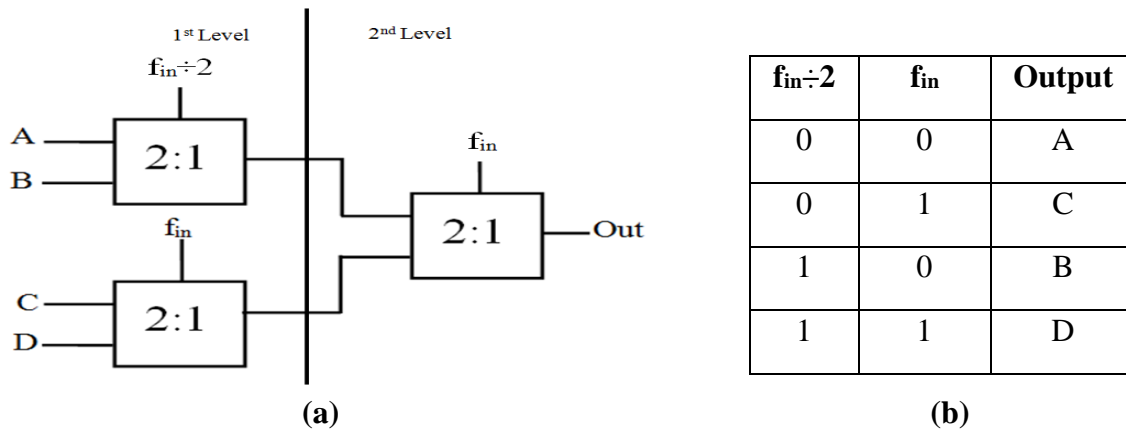 1st Level
2nd Level
fin÷2
A
B
2:1
fin
C
D
2:1
fin
2:1
Out
(a)
fin÷2 fin Output
0 0 A
0 1 C
1 0 B
1 1 D
(b)